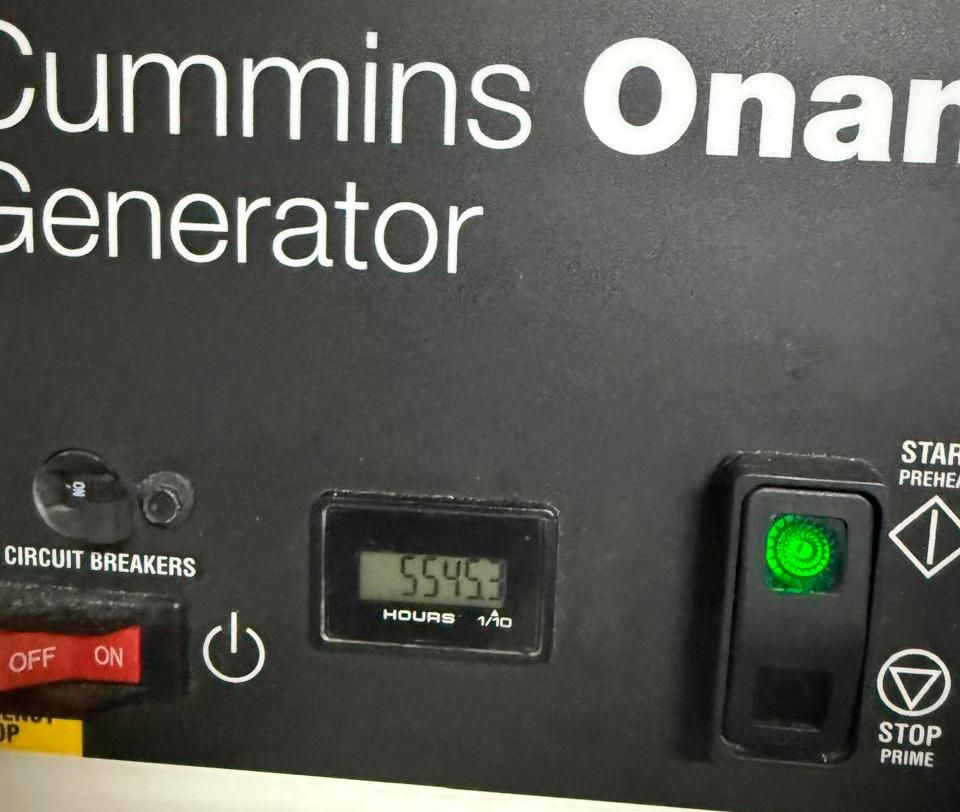 Cummins Onan
Generator
START
PREHEAT
ON
CIRCUIT BREAKERS
5545.3
HOURS 1/10
OFF ON
STOP
PRIME